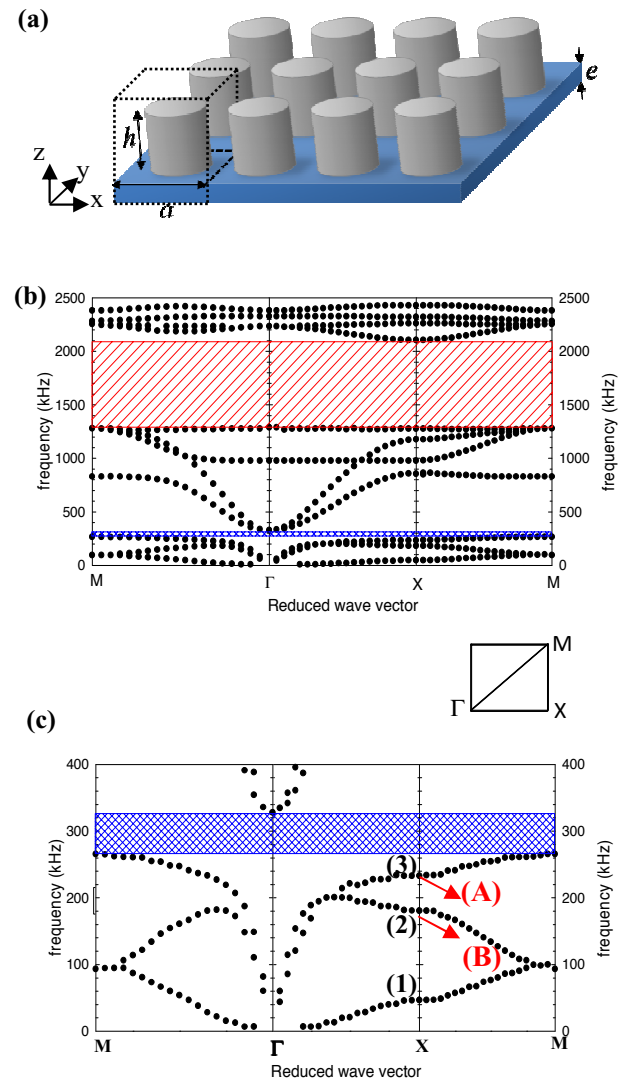 (a)
e
h
z
y
x
a
(b)
2500 2500
2000 2000
1500 1500
1000 1000
500 500
0 0
frequency (kHz) frequency (kHz)
M Γ X M
Reduced wave vector
M
Γ X
(c)
400 400
300 300
200 200
100 100
0 0
frequency (kHz) frequency (kHz)
(3)
(A)
(2)
(B)
(1)
M Γ X M
Reduced wave vector